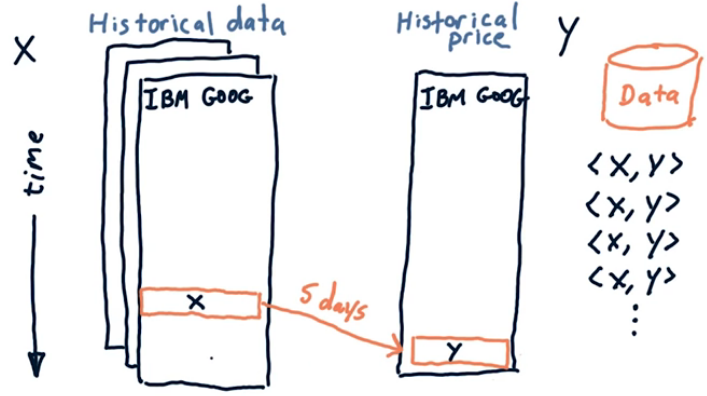 X
Historical data
Historical
price
Y
time
IBM GOOG
IBM GOOG
Data
<X, Y>
<X, Y>
<X, Y>
<X, Y>
⋮
X
5 days
Y